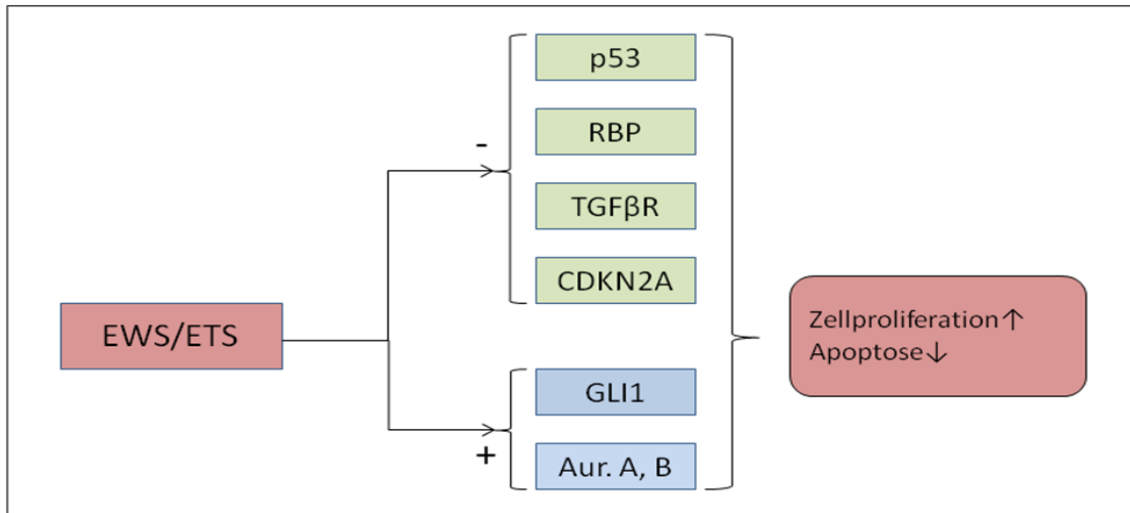 p53
-
RBP
TGFβR
CDKN2A
EWS/ETS
Zellproliferation↑
Apoptose↓
GLI1
+
Aur. A, B